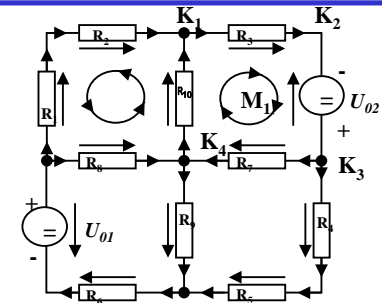 K1 K2
R2 R3
-
R10
M1
= U02
+
K4
R8 R7
K3
+
= U01
-
R9
R4
R6 R5